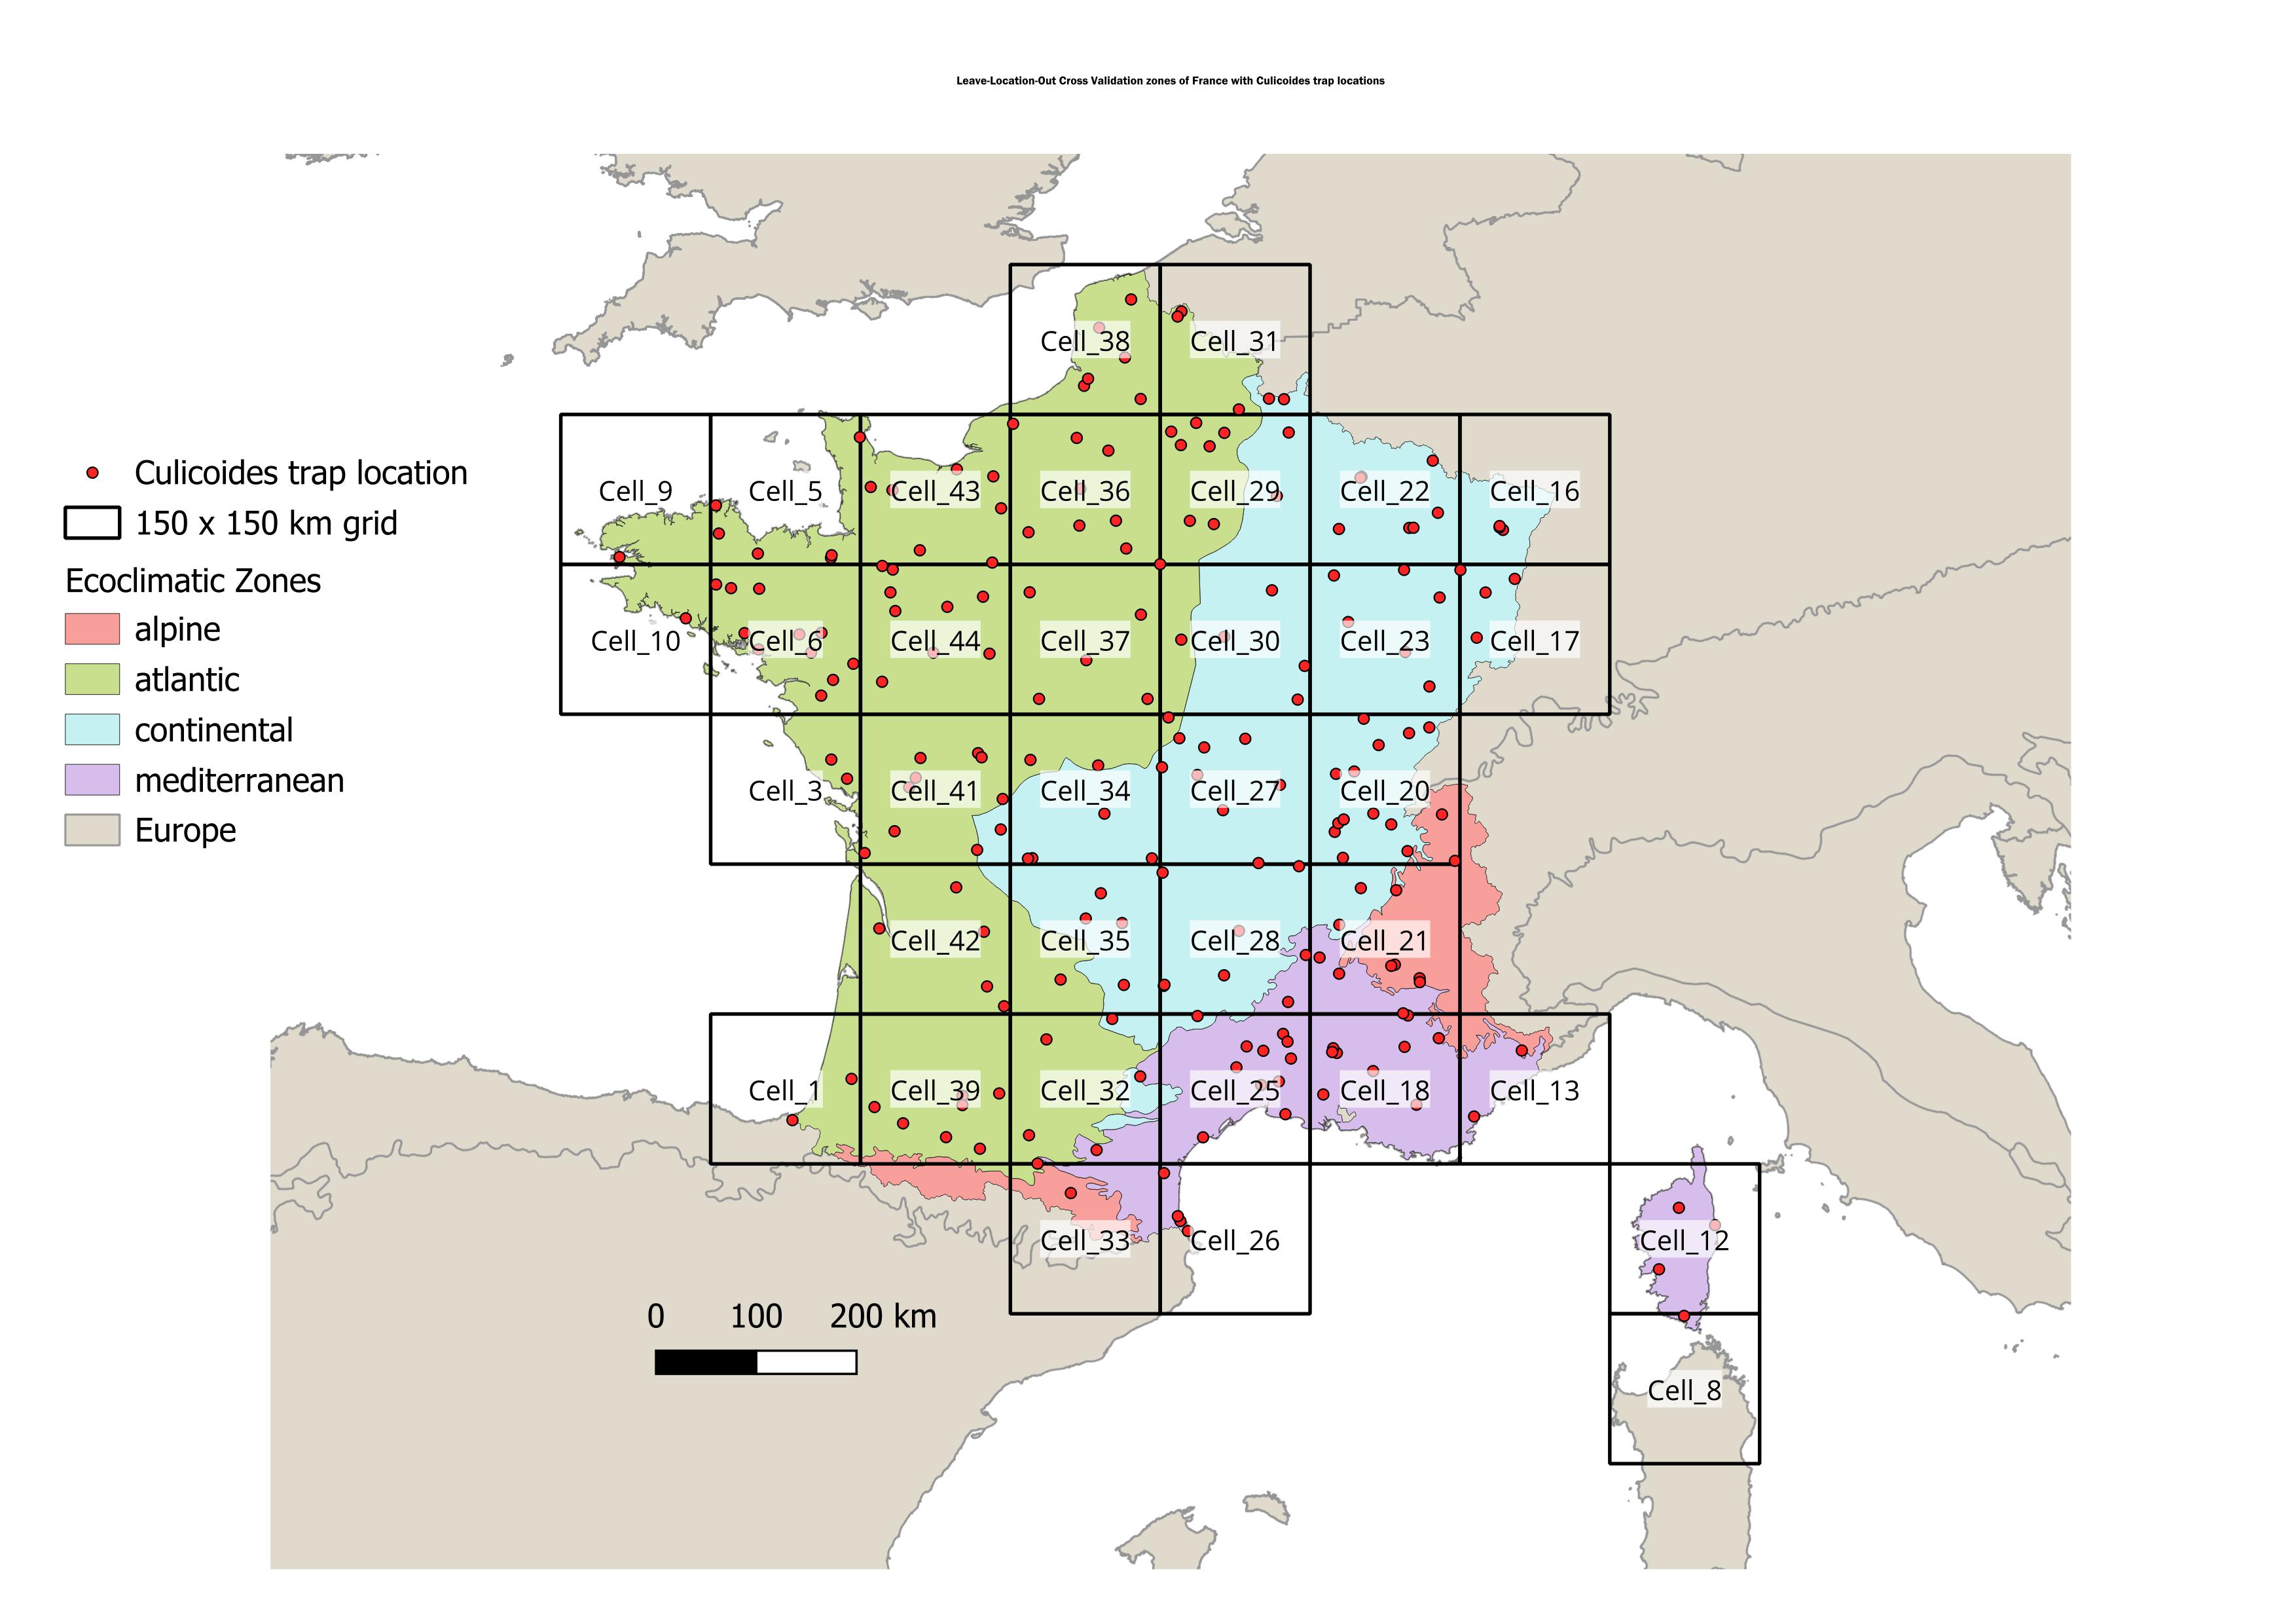 Leave-Location-Out Cross Validation zones of France with Culicoides trap locations
Culicoides trap location
150 x 150 km grid
Ecoclimatic Zones
alpine
atlantic
continental
mediterranean
Europe
Cell_38 Cell_31
Cell_9 Cell_5 Cell_43 Cell_36 Cell_29 Cell_22 Cell_16
Cell_10 Cell_6 Cell_44 Cell_37 Cell_30 Cell_23 Cell_17
Cell_3 Cell_41 Cell_34 Cell_27 Cell_20
Cell_42 Cell_35 Cell_28 Cell_21
Cell_1 Cell_39 Cell_32 Cell_25 Cell_18 Cell_13
Cell_33 Cell_26 Cell_12
Cell_8
0 100 200 km